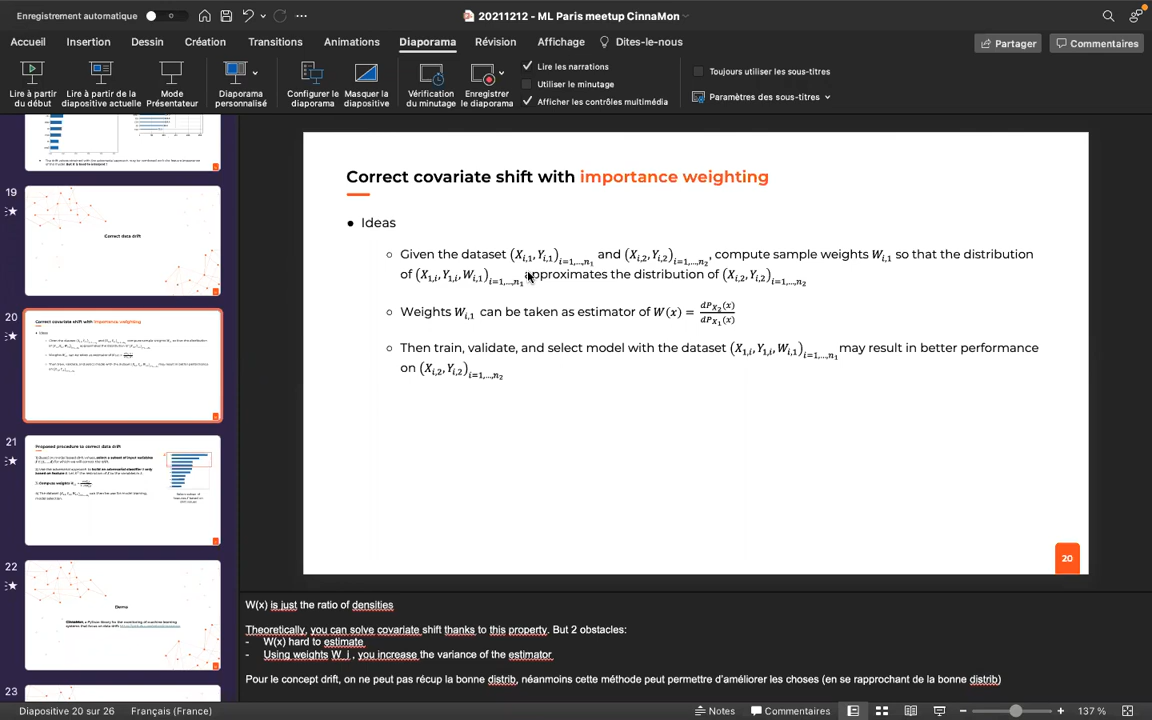 Enregistrement automatique
20211212 - ML Paris meetup CinnaMon
Accueil Insertion Dessin Création Transitions Animations Diaporama Révision Affichage Dites-le-nous
Partager Commentaires
Lire à partir du début
Lire à partir de la diapositive actuelle
Mode Présentateur
Diaporama personnalisé
Configurer le diaporama
Masquer la diapositive
Vérification du minutage
Enregistrer le diaporama
Lire les narrations
Utiliser le minutage
Afficher les contrôles multimédia
Toujours utiliser les sous-titres
Paramètres des sous-titres
19
Correct data drift
20
Correct covariate shift with importance weighting
21
Proposed procedure to correct data drift
22
Demo
23
Correct covariate shift with importance weighting
● Ideas
○ Given the dataset (X_{i,1}, Y_{i,1})_{i=1,...,n_1} and (X_{i,2}, Y_{i,2})_{i=1,...,n_2}, compute sample weights W_{i,1} so that the distribution
of (X_{1,i}, Y_{1,i}, W_{i,1})_{i=1,...,n_1} approximates the distribution of (X_{i,2}, Y_{i,2})_{i=1,...,n_2}
○ Weights W_{i,1} can be taken as estimator of W(x) = dP_{X_2}(x) / dP_{X_1}(x)
○ Then train, validate, and select model with the dataset (X_{1,i}, Y_{1,i}, W_{i,1})_{i=1,...,n_1} may result in better performance
on (X_{i,2}, Y_{i,2})_{i=1,...,n_2}
20
W(x) is just the ratio of densities
Theoretically, you can solve covariate shift thanks to this property. But 2 obstacles:
- W(x) hard to estimate
- Using weights W_i , you increase the variance of the estimator
Pour le concept drift, on ne peut pas récup la bonne distrib, néanmoins cette méthode peut permettre d'améliorer les choses (en se rapprochant de la bonne distrib)
Diapositive 20 sur 26 Français (France)
Notes Commentaires 137 %